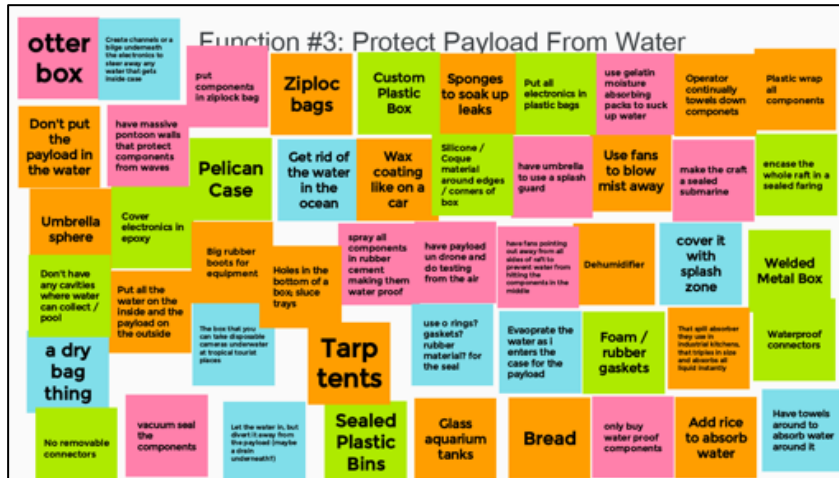 Function #3: Protect Payload From Water
otter
box
Create channels or a
bilge underneath
the electronics to
steer away any
water that gets
inside case
put
components
in ziplock bag
Ziploc
bags
Custom
Plastic
Box
Sponges
to soak up
leaks
Put all
electronics in
plastic bags
use gelatin
moisture
absorbing
packs to suck
up water
Operator
continually
towels down
componets
Plastic wrap
all
components
Don't put
the
payload in
the water
have massive
pontoon walls
that protect
components
from waves
Pelican
Case
Get rid of
the water
in the
ocean
Wax
coating
like on a
car
Silicone /
Coque
material
around edges
/ corners of
box
have umbrella
to use a splash
guard
Use fans
to blow
mist away
make the craft
a sealed
submarine
encase the
whole raft in a
sealed faring
Umbrella
sphere
Cover
electronics in
epoxy
Big rubber
boots for
equipment
Holes in the
bottom of a
box; sluce
trays
spray all
components
in rubber
cement
making them
water proof
have payload
un drone and
do testing
from the air
have fans pointing
out away from all
sides of raft to
prevent water from
hitting the
components in the
middle
Dehumidifier
cover it
with splash
zone
Welded
Metal Box
Don't have
any cavities
where water
can collect /
pool
Put all the
water on the
inside and the
payload on
the outside
The box that you
can take disposable
cameras underwater
at tropical tourist
places
Tarp
tents
use o rings?
gaskets?
rubber
material? for
the seal
Evaoprate the
water as i
enters the
case for the
payload
Foam /
rubber
gaskets
That spill absorber
they use in
industrial kitchens,
that triples in size
and absorbs all
liquid instantly
Waterproof
connectors
a dry
bag
thing
No removable
connectors
vacuum seal
the
components
Let the water in, but
divert it away from
the payload (maybe
a drain
underneath?)
Sealed
Plastic
Bins
Glass
aquarium
tanks
Bread
only buy
water proof
components
Add rice
to absorb
water
Have towels
around to
absorb water
around it